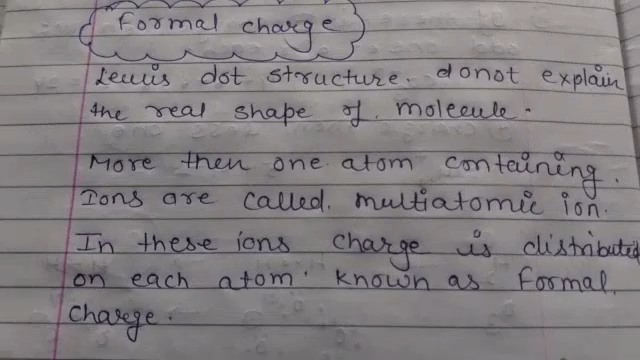 Formal charge
Lewis dot structure. donot explain
the real shape of. molecule.
More then one atom containing.
Ions are called. multiatomic ion.
In these ions charge is distributed
on each atom. known as Formal.
Charge.